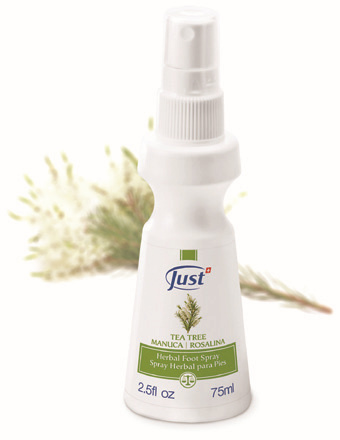 Just
TEA TREE
MANUCA | ROSALINA
Herbal Foot Spray
Spray Herbal para Pies
2.5fl oz 75ml